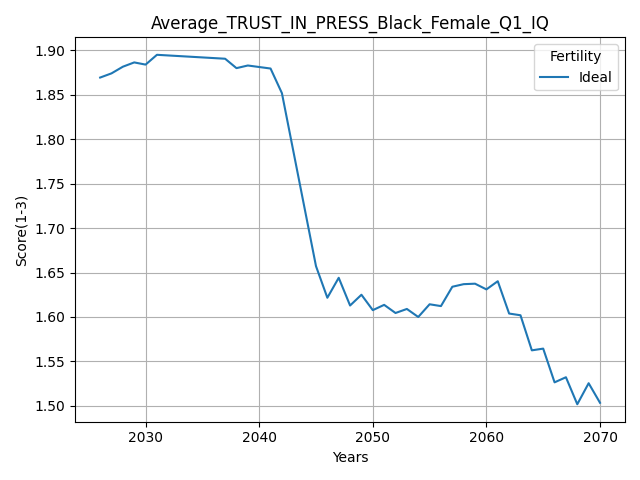 Average_TRUST_IN_PRESS_Black_Female_Q1_IQ
Fertility
Ideal
Score(1-3)
1.90
1.85
1.80
1.75
1.70
1.65
1.60
1.55
1.50
2030 2040 2050 2060 2070
Years